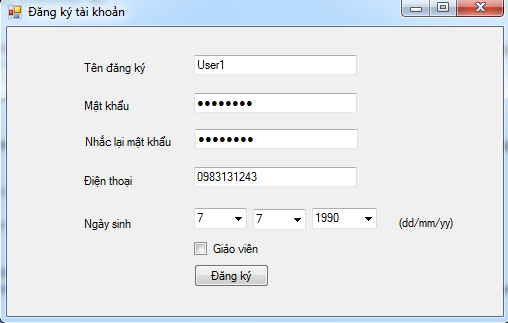 Đăng ký tài khoản
Tên đăng ký User1
Mật khẩu ●●●●●●●●
Nhắc lại mật khẩu ●●●●●●●●
Điện thoại 0983131243
Ngày sinh 7 7 1990 (dd/mm/yy)
Giáo viên
Đăng ký